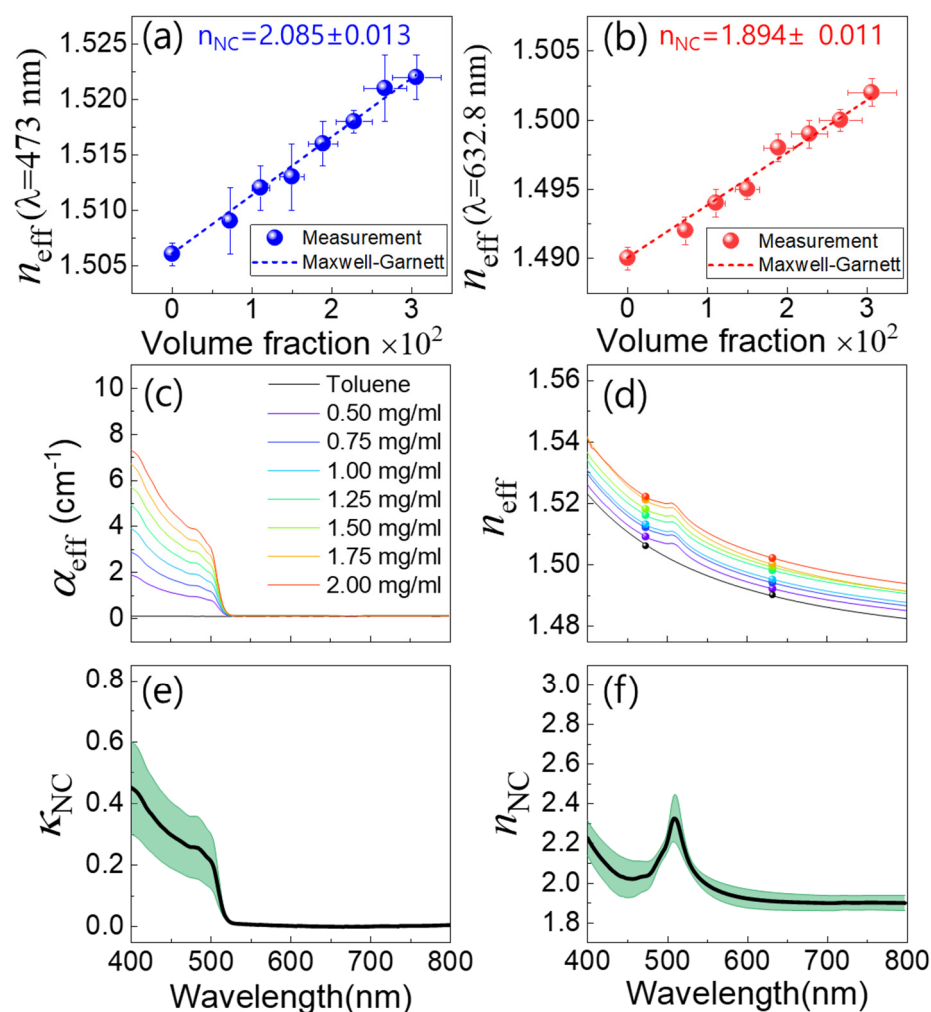 (a) n_NC=2.085±0.013
1.525
1.520
1.515
1.510
1.505
n_eff (λ=473 nm)
Measurement
Maxwell-Garnett
0 1 2 3
Volume fraction ×10²
(b) n_NC=1.894± 0.011
1.505
1.500
1.495
1.490
n_eff (λ=632.8 nm)
Measurement
Maxwell-Garnett
0 1 2 3
Volume fraction ×10²
(c)
10
8
6
4
2
0
α_eff (cm⁻¹)
Toluene
0.50 mg/ml
0.75 mg/ml
1.00 mg/ml
1.25 mg/ml
1.50 mg/ml
1.75 mg/ml
2.00 mg/ml
(d)
1.56
1.54
1.52
1.50
1.48
n_eff
(e)
0.8
0.6
0.4
0.2
0.0
κ_NC
400 500 600 700 800
Wavelength(nm)
(f)
3.0
2.8
2.6
2.4
2.2
2.0
1.8
n_NC
400 500 600 700 800
Wavelength(nm)